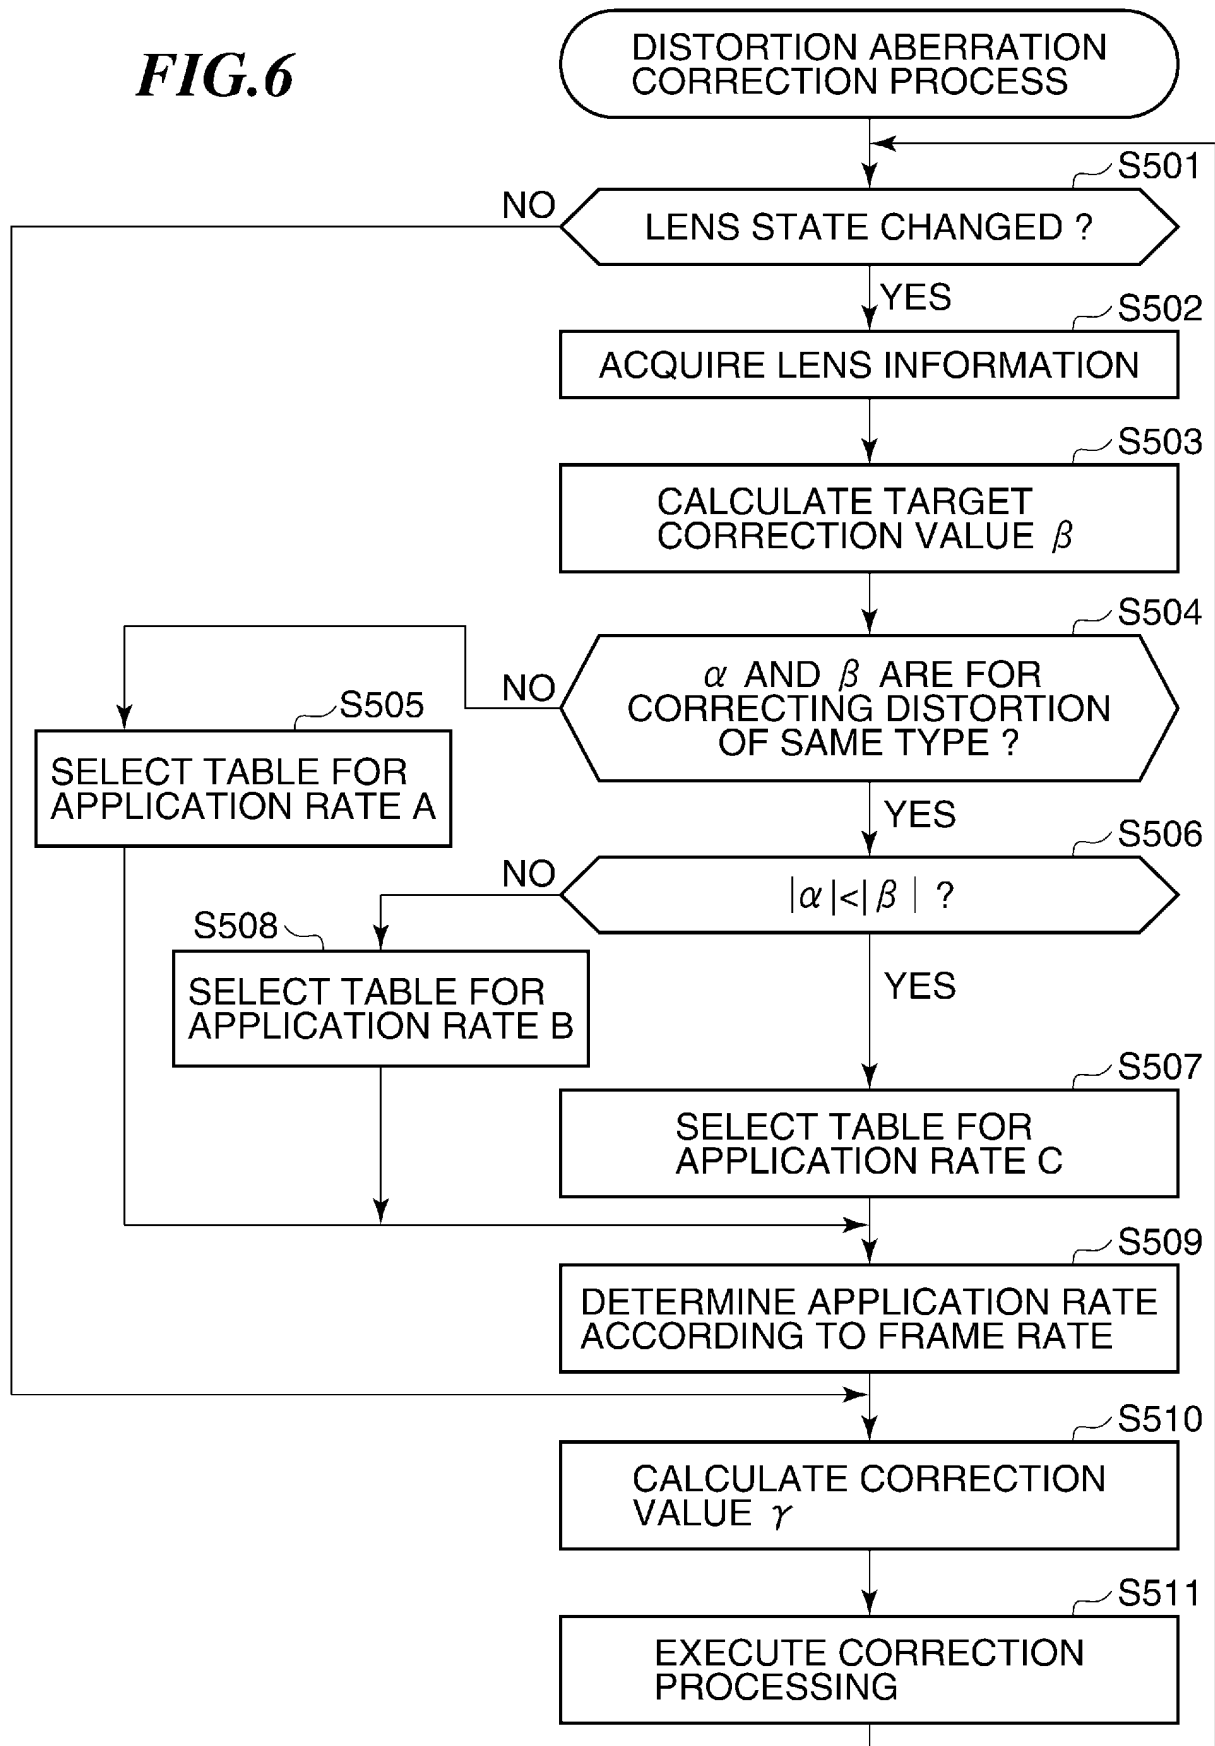 FIG.6
DISTORTION ABERRATION
CORRECTION PROCESS
S501
NO
LENS STATE CHANGED ?
YES
S502
ACQUIRE LENS INFORMATION
S503
CALCULATE TARGET
CORRECTION VALUE β
S504
NO
α AND β ARE FOR
CORRECTING DISTORTION
OF SAME TYPE ?
S505
SELECT TABLE FOR
APPLICATION RATE A
YES
S506
NO
|α|<|β| ?
S508
SELECT TABLE FOR
APPLICATION RATE B
YES
S507
SELECT TABLE FOR
APPLICATION RATE C
S509
DETERMINE APPLICATION RATE
ACCORDING TO FRAME RATE
S510
CALCULATE CORRECTION
VALUE γ
S511
EXECUTE CORRECTION
PROCESSING